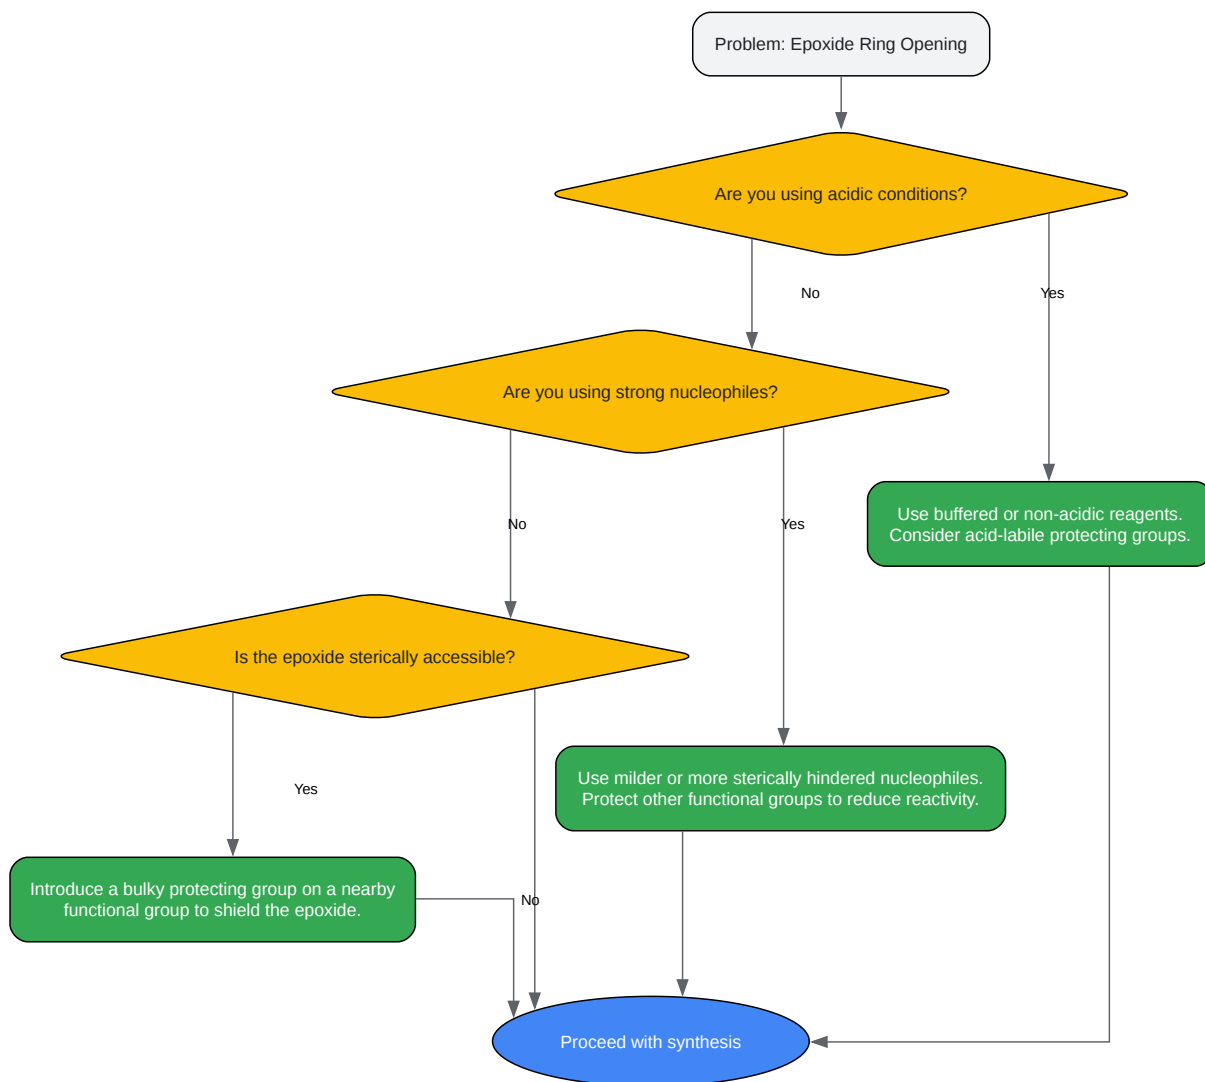 Problem: Epoxide Ring Opening
Are you using acidic conditions?
No
Yes
Are you using strong nucleophiles?
No
Yes
Use buffered or non-acidic reagents.
Consider acid-labile protecting groups.
Is the epoxide sterically accessible?
Yes
No
Use milder or more sterically hindered nucleophiles.
Protect other functional groups to reduce reactivity.
Introduce a bulky protecting group on a nearby
functional group to shield the epoxide.
Proceed with synthesis